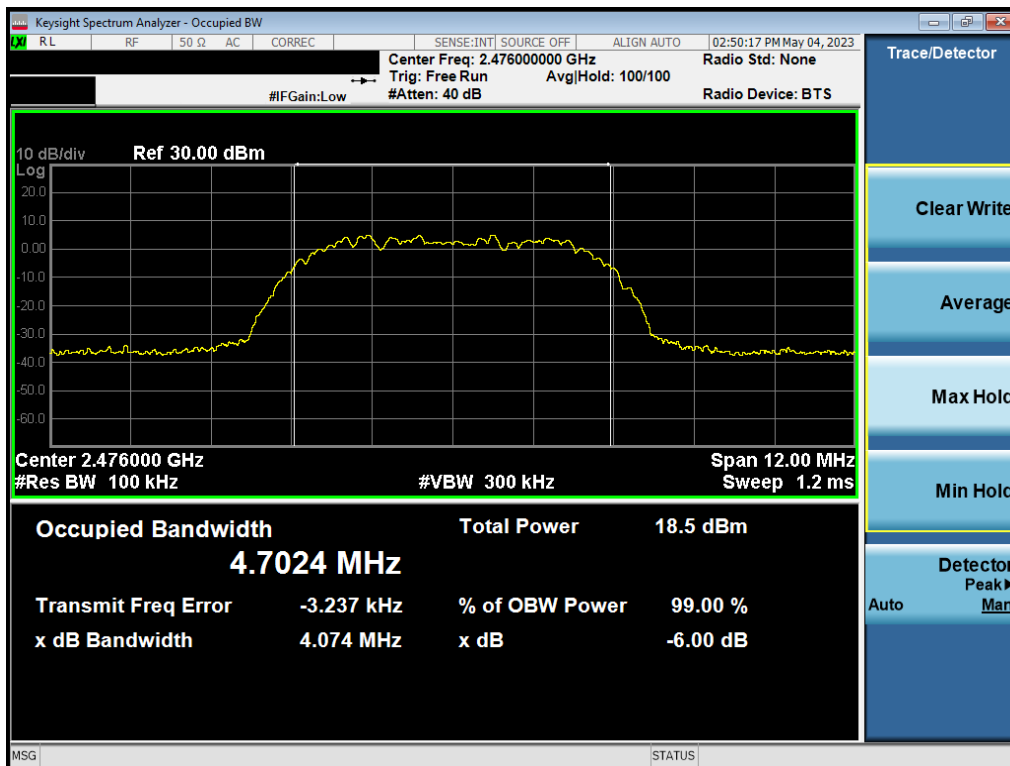 Keysight Spectrum Analyzer - Occupied BW
LXI RL RF 50 Ω AC CORREC SENSE:INT SOURCE OFF ALIGN AUTO 02:50:17 PM May 04, 2023
Center Freq: 2.476000000 GHz Radio Std: None
Trig: Free Run Avg|Hold: 100/100
#IFGain:Low #Atten: 40 dB Radio Device: BTS
10 dB/div Ref 30.00 dBm
Log
20.0
10.0
0.00
-10.0
-20.0
-30.0
-40.0
-50.0
-60.0
Center 2.476000 GHz Span 12.00 MHz
#Res BW 100 kHz #VBW 300 kHz Sweep 1.2 ms
Occupied Bandwidth Total Power 18.5 dBm
4.7024 MHz
Transmit Freq Error -3.237 kHz % of OBW Power 99.00 %
x dB Bandwidth 4.074 MHz x dB -6.00 dB
MSG STATUS
Trace/Detector
Clear Write
Average
Max Hold
Min Hold
Detector
Peak
Auto Man